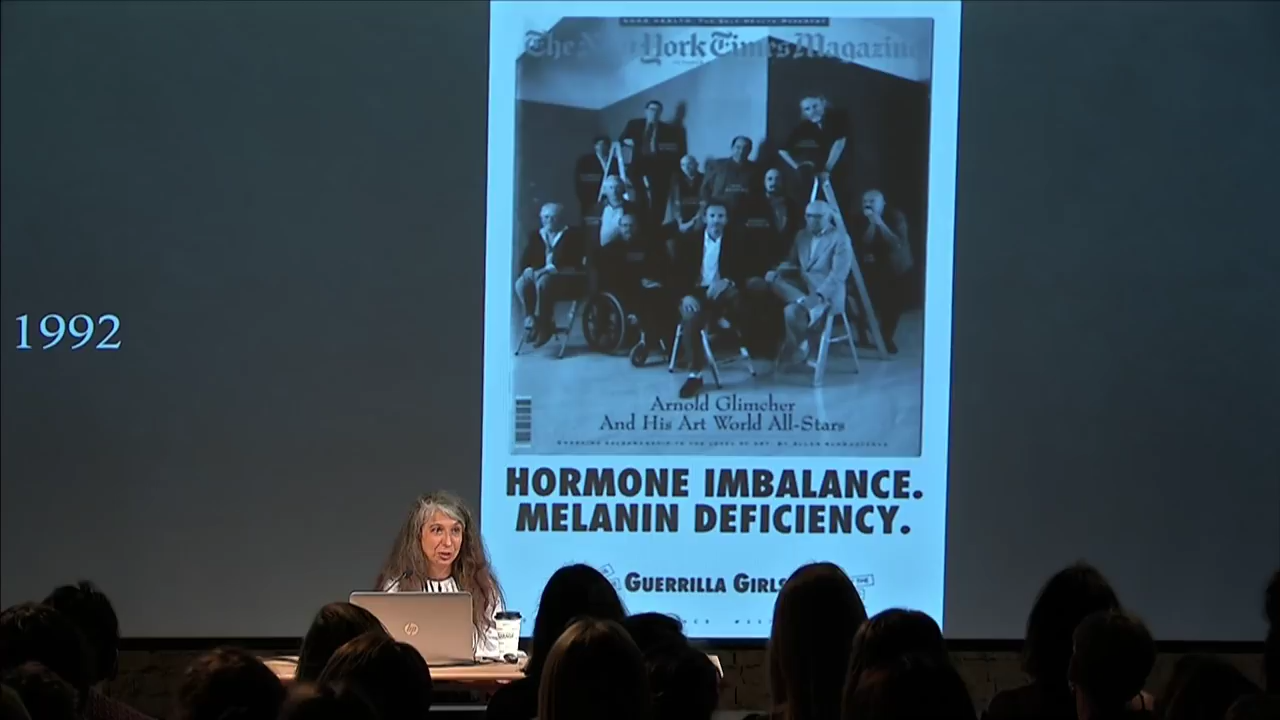 1992
The New York Times Magazine
Arnold Glimcher
And His Art World All-Stars
HORMONE IMBALANCE.
MELANIN DEFICIENCY.
GUERRILLA GIRLS
hp